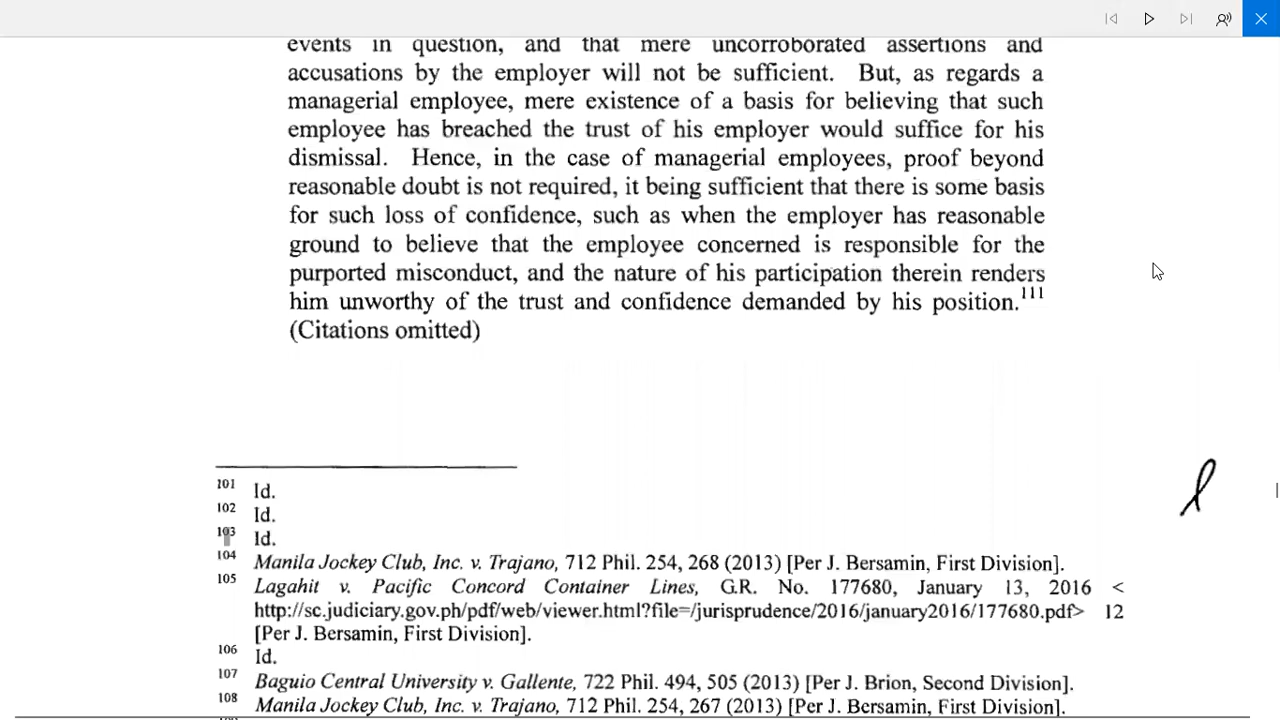 events in question, and that mere uncorroborated assertions and
accusations by the employer will not be sufficient. But, as regards a
managerial employee, mere existence of a basis for believing that such
employee has breached the trust of his employer would suffice for his
dismissal. Hence, in the case of managerial employees, proof beyond
reasonable doubt is not required, it being sufficient that there is some basis
for such loss of confidence, such as when the employer has reasonable
ground to believe that the employee concerned is responsible for the
purported misconduct, and the nature of his participation therein renders
him unworthy of the trust and confidence demanded by his position.111
(Citations omitted)
101 Id.
102 Id.
103 Id.
104 Manila Jockey Club, Inc. v. Trajano, 712 Phil. 254, 268 (2013) [Per J. Bersamin, First Division].
105 Lagahit v. Pacific Concord Container Lines, G.R. No. 177680, January 13, 2016 <
http://sc.judiciary.gov.ph/pdf/web/viewer.html?file=/jurisprudence/2016/january2016/177680.pdf> 12
[Per J. Bersamin, First Division].
106 Id.
107 Baguio Central University v. Gallente, 722 Phil. 494, 505 (2013) [Per J. Brion, Second Division].
108 Manila Jockey Club, Inc. v. Trajano, 712 Phil. 254, 267 (2013) [Per J. Bersamin, First Division].